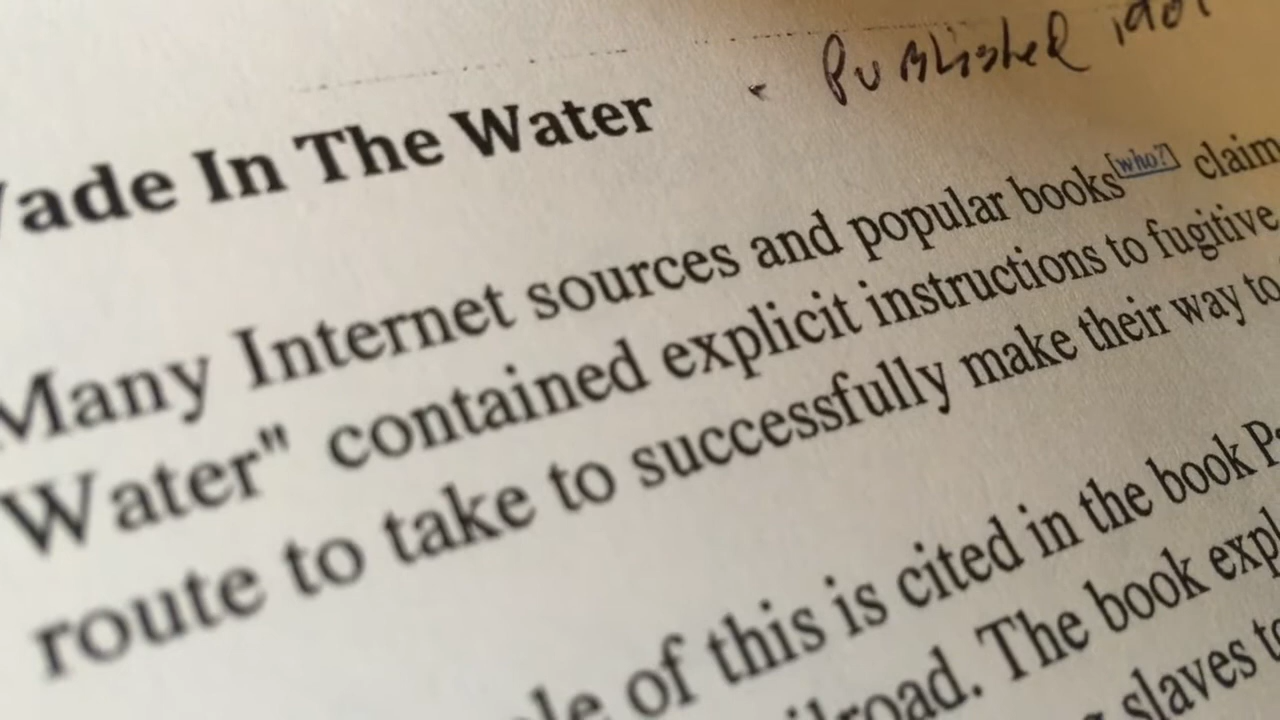 - Published 1901
ade In The Water
Many Internet sources and popular books[who?] claim
Water" contained explicit instructions to fugitive
route to take to successfully make their way to
of this is cited in the book
The book
slaves